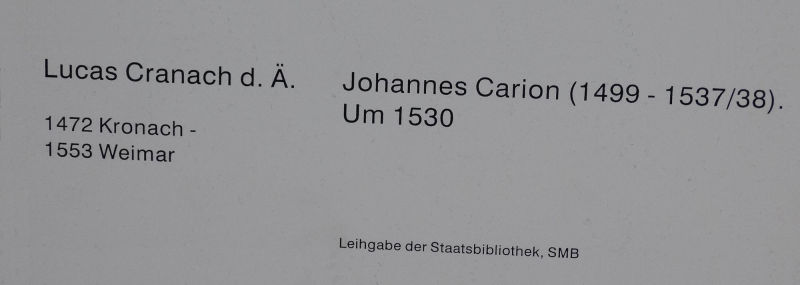 Lucas Cranach d. Ä.
1472 Kronach -
1553 Weimar
Johannes Carion (1499 - 1537/38).
Um 1530
Leihgabe der Staatsbibliothek, SMB